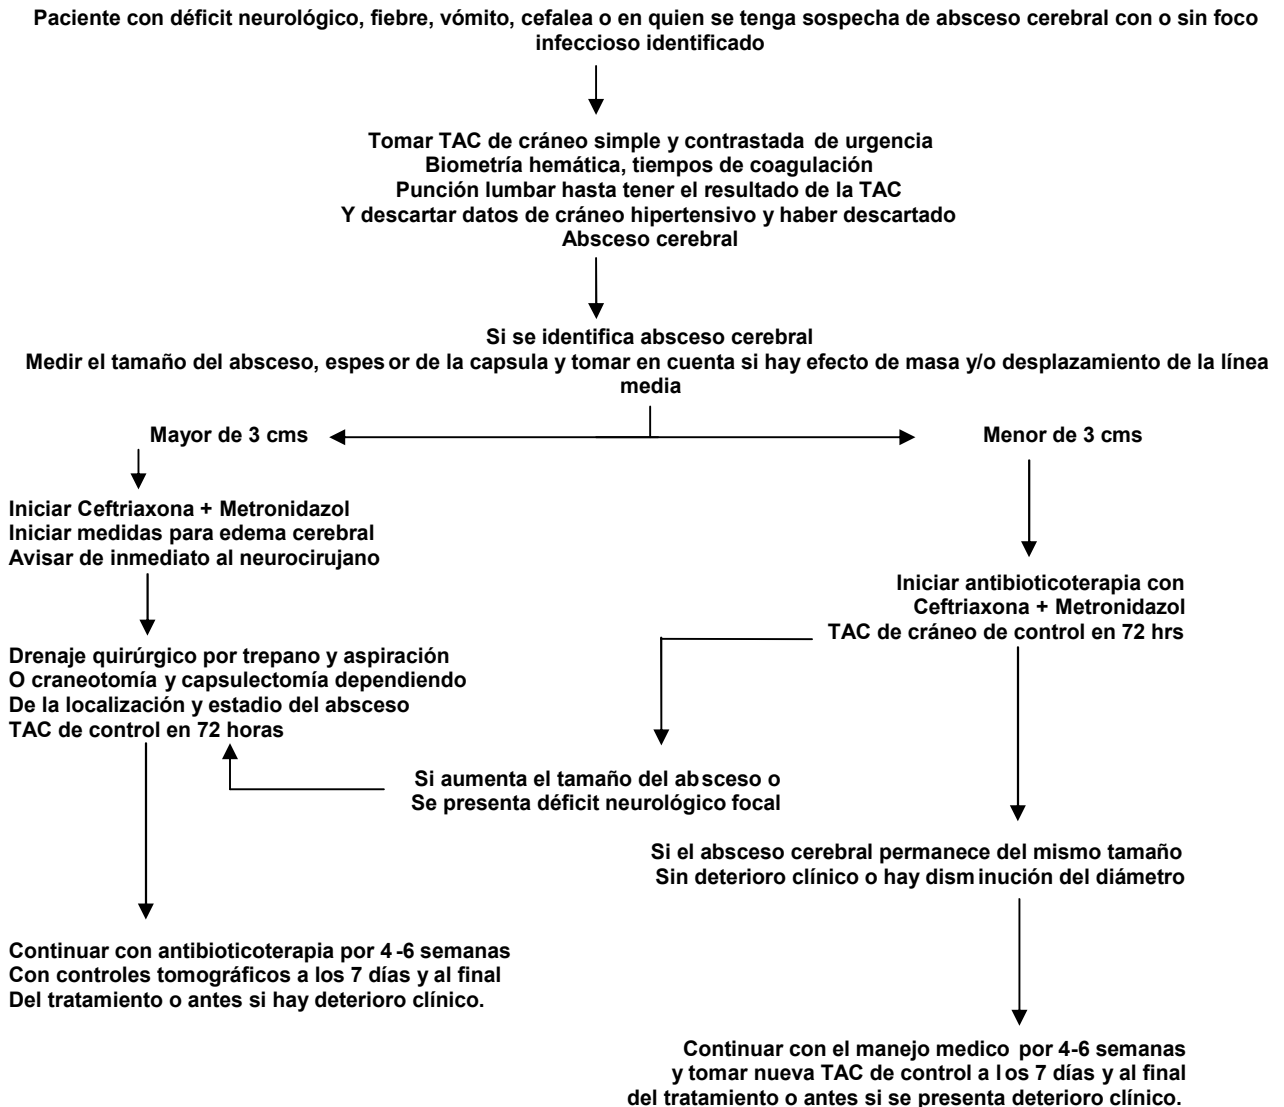 Paciente con déficit neurológico, fiebre, vómito, cefalea o en quien se tenga sospecha de absceso cerebral con o sin foco
infeccioso identificado
Tomar TAC de cráneo simple y contrastada de urgencia
Biometría hemática, tiempos de coagulación
Punción lumbar hasta tener el resultado de la TAC
Y descartar datos de cráneo hipertensivo y haber descartado
Absceso cerebral
Si se identifica absceso cerebral
Medir el tamaño del absceso, espesor de la capsula y tomar en cuenta si hay efecto de masa y/o desplazamiento de la línea
media
Mayor de 3 cms
Menor de 3 cms
Iniciar Ceftriaxona + Metronidazol
Iniciar medidas para edema cerebral
Avisar de inmediato al neurocirujano
Iniciar antibioticoterapia con
Ceftriaxona + Metronidazol
TAC de cráneo de control en 72 hrs
Drenaje quirúrgico por trepano y aspiración
O craneotomía y capsulectomía dependiendo
De la localización y estadio del absceso
TAC de control en 72 horas
Si aumenta el tamaño del absceso o
Se presenta déficit neurológico focal
Si el absceso cerebral permanece del mismo tamaño
Sin deterioro clínico o hay disminución del diámetro
Continuar con antibioticoterapia por 4-6 semanas
Con controles tomográficos a los 7 días y al final
Del tratamiento o antes si hay deterioro clínico.
Continuar con el manejo medico por 4-6 semanas
y tomar nueva TAC de control a los 7 días y al final
del tratamiento o antes si se presenta deterioro clínico.